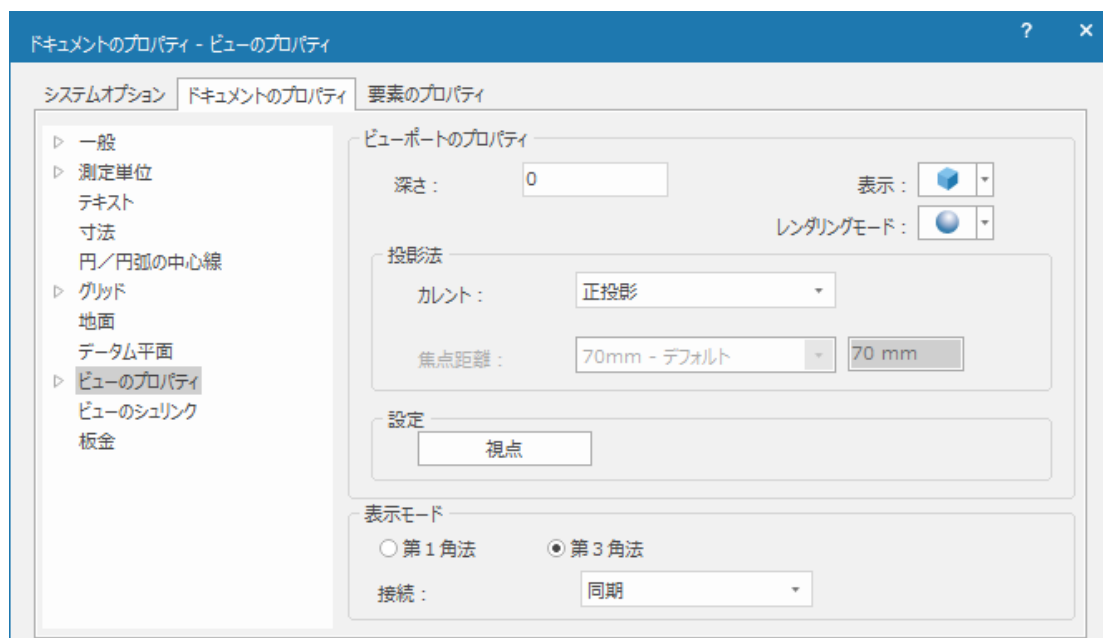 ドキュメントのプロパティ - ビューのプロパティ
? ×
システムオプション ドキュメントのプロパティ 要素のプロパティ
一般
測定単位
テキスト
寸法
円／円弧の中心線
グリッド
地面
データム平面
ビューのプロパティ
ビューのシュリンク
板金
ビューポートのプロパティ
深さ : 0 表示 :
レンダリングモード :
投影法
カレント : 正投影
焦点距離 : 70mm - デフォルト 70 mm
設定
視点
表示モード
第１角法 第３角法
接続 : 同期